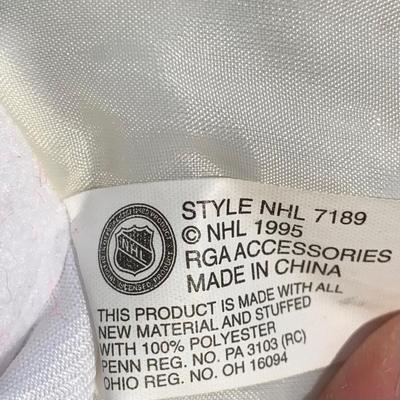 STYLE NHL 7189
© NHL 1995
RGA ACCESSORIES
MADE IN CHINA
NHL
THIS PRODUCT IS MADE WITH ALL
NEW MATERIAL AND STUFFED
WITH 100% POLYESTER
PENN REG. NO. PA 3103 (RC)
OHIO REG. NO. OH 16094